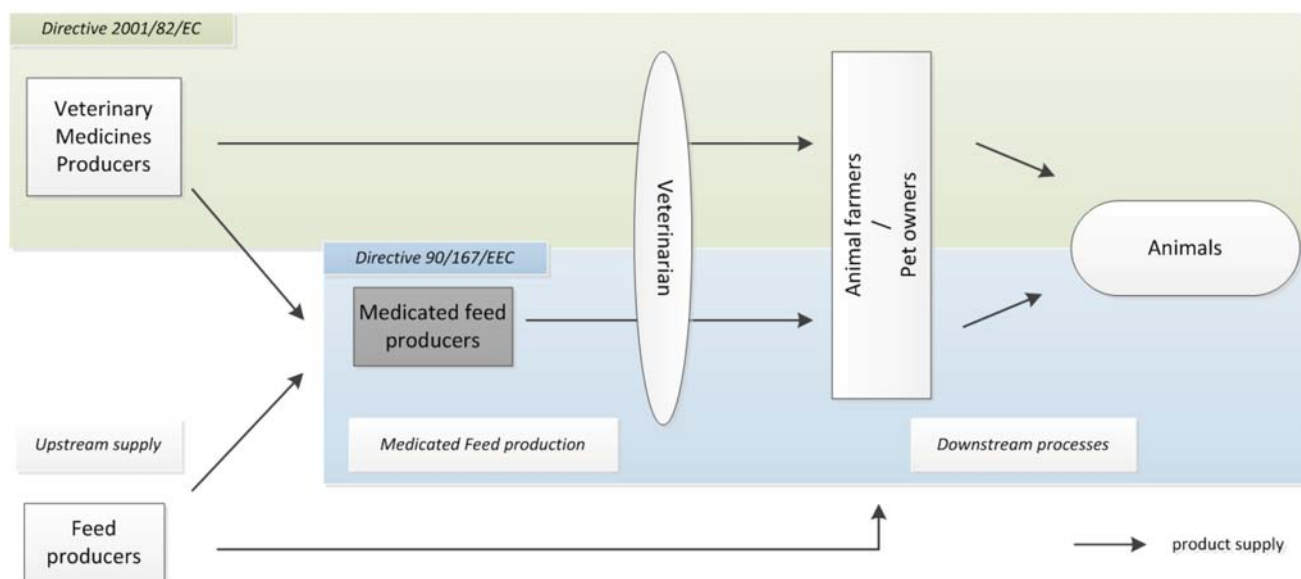 Directive 2001/82/EC
Veterinary
Medicines
Producers
Veterinarian
Animal farmers
/
Pet owners
Animals
Directive 90/167/EEC
Medicated feed
producers
Upstream supply
Medicated Feed production
Downstream processes
Feed
producers
product supply